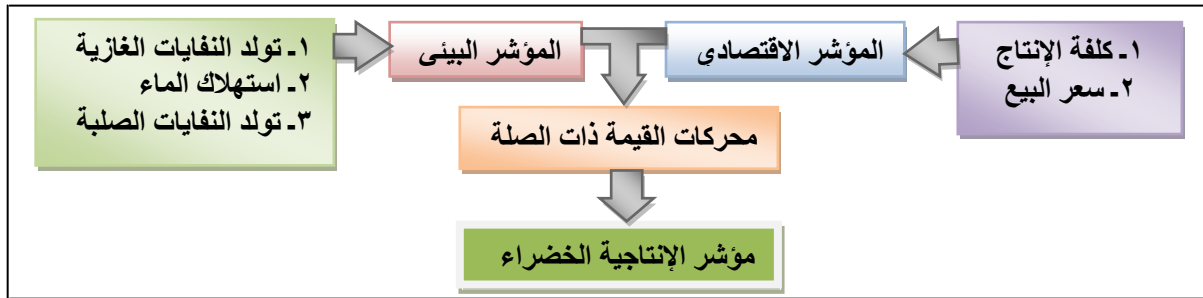 ١ـ كلفة الإنتاج
٢ـ سعر البيع
المؤشر الاقتصادي
المؤشر البيئى
١ـ تولد النفايات الغازية
٢ـ استهلاك الماء
٣ـ تولد النفايات الصلبة
محركات القيمة ذات الصلة
مؤشر الإنتاجية الخضراء